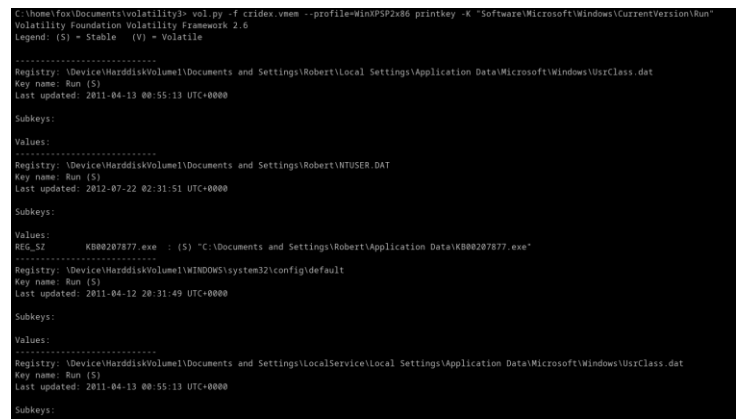 C:\home\fox\Documents\volatility3> vol.py -f cridex.vmem --profile=WinXPSP2x86 printkey -K "Software\Microsoft\Windows\CurrentVersion\Run"
Volatility Foundation Volatility Framework 2.6
Legend: (S) = Stable   (V) = Volatile
----------------------------
Registry: \Device\HarddiskVolume1\Documents and Settings\Robert\Local Settings\Application Data\Microsoft\Windows\UsrClass.dat
Key name: Run (S)
Last updated: 2011-04-13 00:55:13 UTC+0000
Subkeys:
Values:
----------------------------
Registry: \Device\HarddiskVolume1\Documents and Settings\Robert\NTUSER.DAT
Key name: Run (S)
Last updated: 2012-07-22 02:31:51 UTC+0000
Subkeys:
Values:
REG_SZ        KB00207877.exe  : (S) "C:\Documents and Settings\Robert\Application Data\KB00207877.exe"
----------------------------
Registry: \Device\HarddiskVolume1\WINDOWS\system32\config\default
Key name: Run (S)
Last updated: 2011-04-12 20:31:49 UTC+0000
Subkeys:
Values:
----------------------------
Registry: \Device\HarddiskVolume1\Documents and Settings\LocalService\Local Settings\Application Data\Microsoft\Windows\UsrClass.dat
Key name: Run (S)
Last updated: 2011-04-13 00:55:13 UTC+0000
Subkeys: